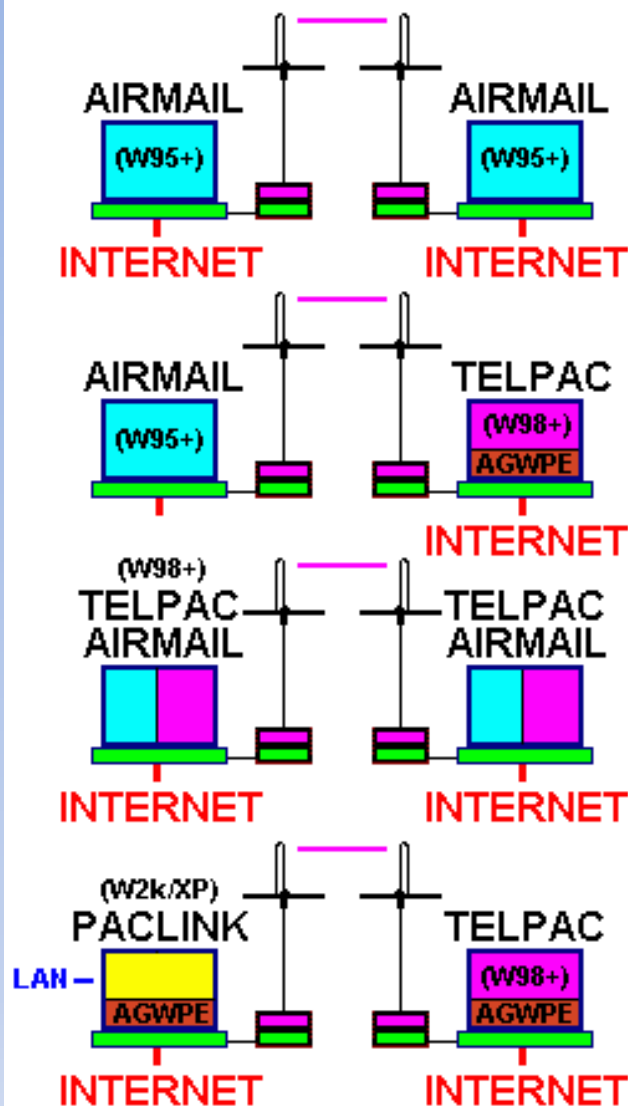 AIRMAIL AIRMAIL
(W95+) (W95+)
INTERNET INTERNET
AIRMAIL TELPAC
(W95+) (W98+)
AGWPE
INTERNET
(W98+)
TELPAC TELPAC
AIRMAIL AIRMAIL
INTERNET INTERNET
(W2k/XP)
PACLINK TELPAC
LAN (W98+)
AGWPE AGWPE
INTERNET INTERNET